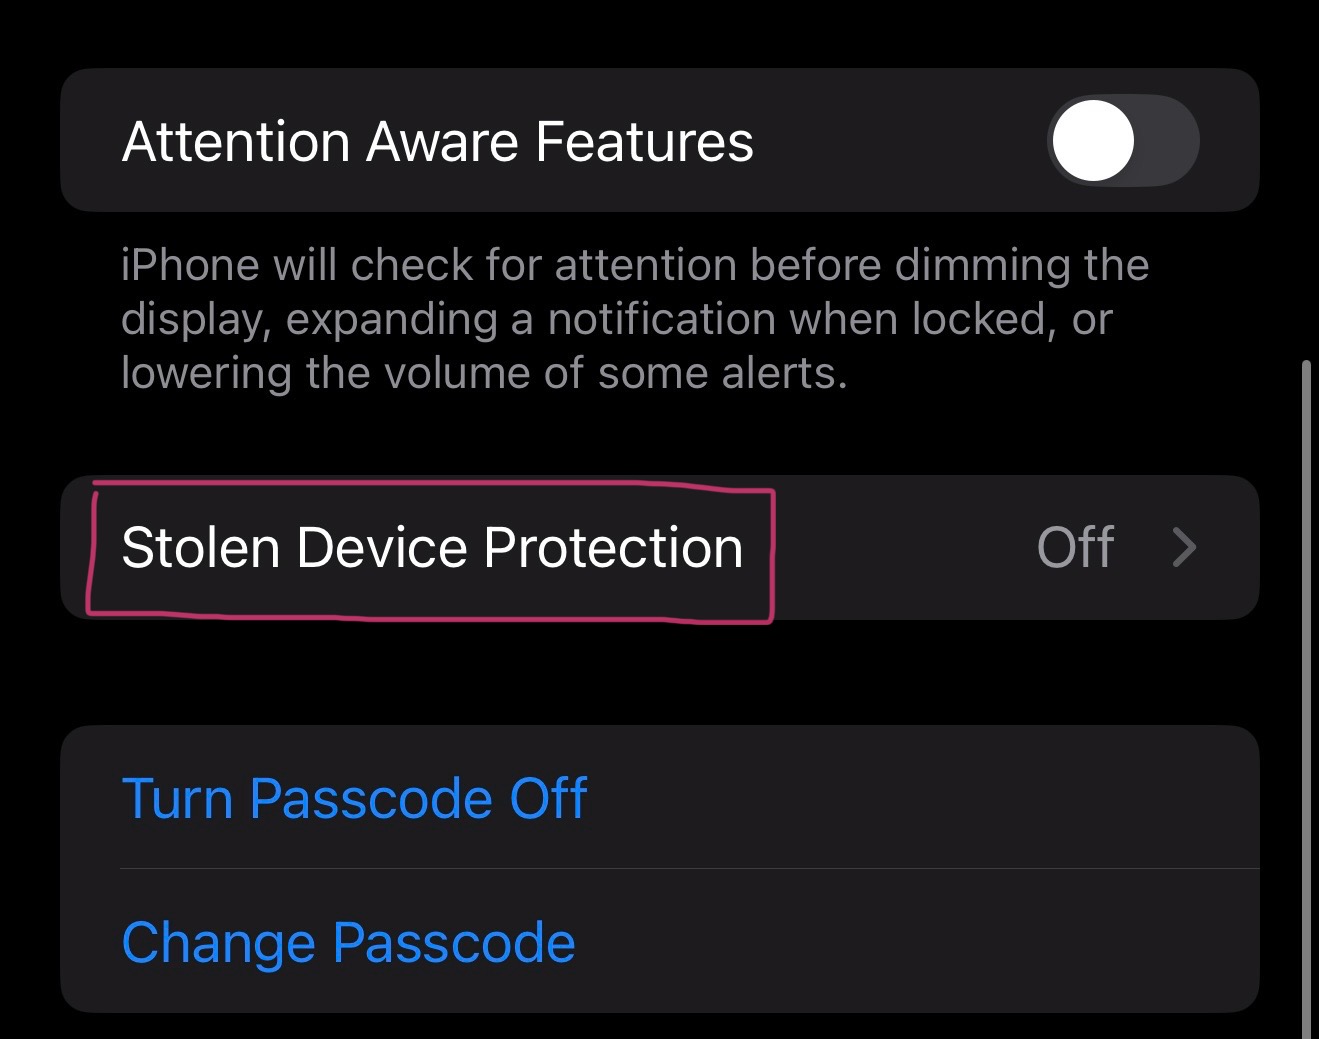 Attention Aware Features
iPhone will check for attention before dimming the
display, expanding a notification when locked, or
lowering the volume of some alerts.
Stolen Device Protection
Off
Turn Passcode Off
Change Passcode